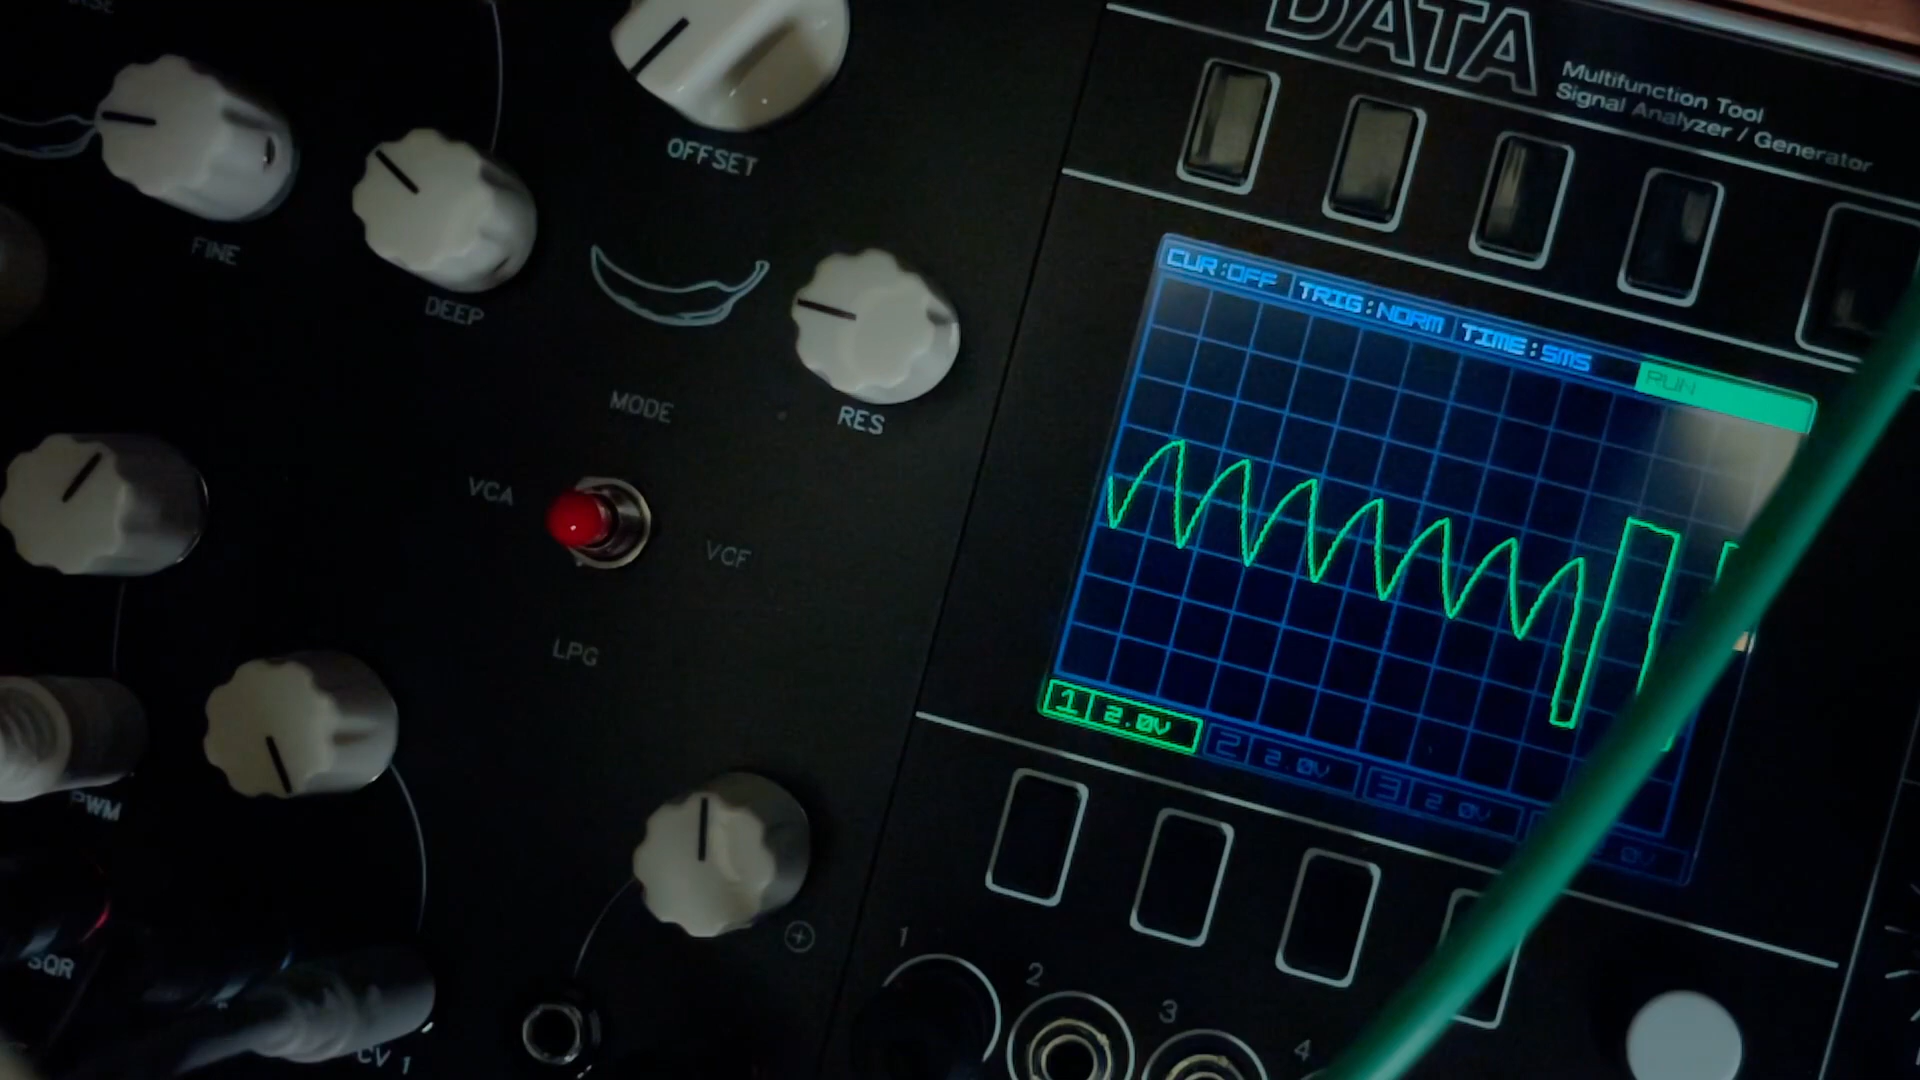 DATA
Multifunction Tool
Signal Analyzer / Generator
OFFSET
FINE
DEEP
RES
MODE
VCA
VCF
LPG
PWM
SQR
CV 1
CUR:OFF
TRIG:NORM
TIME:5MS
RUN
1 2.0V
2 2.0V
3 2.0V
0V
1
2
3
4